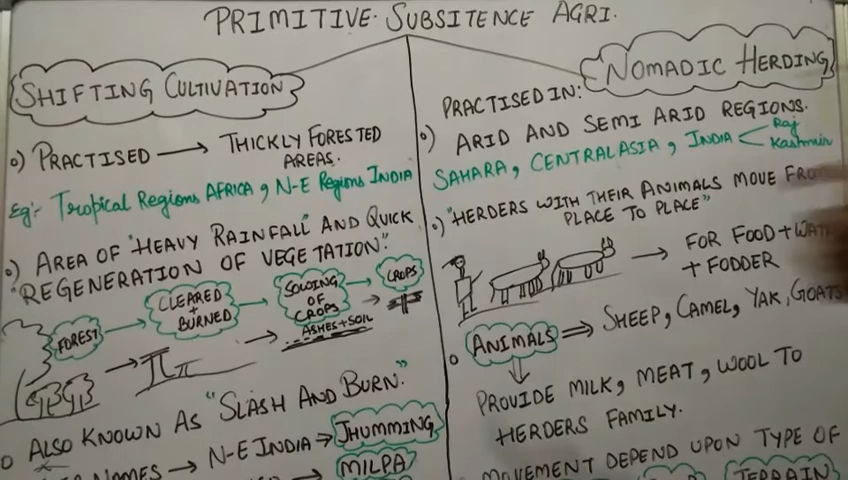 PRIMITIVE SUBSITENCE AGRI.
SHIFTING CULTIVATION
PRACTISED → THICKLY FORESTED
AREAS.
Eg:- Tropical Regions AFRICA, N-E Regions INDIA
AREA OF "HEAVY RAINFALL" AND QUICK
"REGENERATION OF VEGETATION."
FOREST → CLEARED + BURNED → SOWING OF CROPS → CROPS
ASHES+SOIL
ALSO KNOWN AS "SLASH AND BURN."
NAMES → N-E INDIA → JHUMMING
MILPA
NOMADIC HERDING
PRACTISED IN:
ARID AND SEMI ARID REGIONS.
SAHARA, CENTRAL ASIA, INDIA < Raj
Kashmir
"HERDERS WITH THEIR ANIMALS MOVE FROM
PLACE TO PLACE"
→ FOR FOOD + WAT
+ FODDER
ANIMALS ⇒ SHEEP, CAMEL, YAK, GOATS
PROVIDE MILK, MEAT, WOOL TO
HERDERS FAMILY.
MOVEMENT DEPEND UPON TYPE OF
TERRAIN